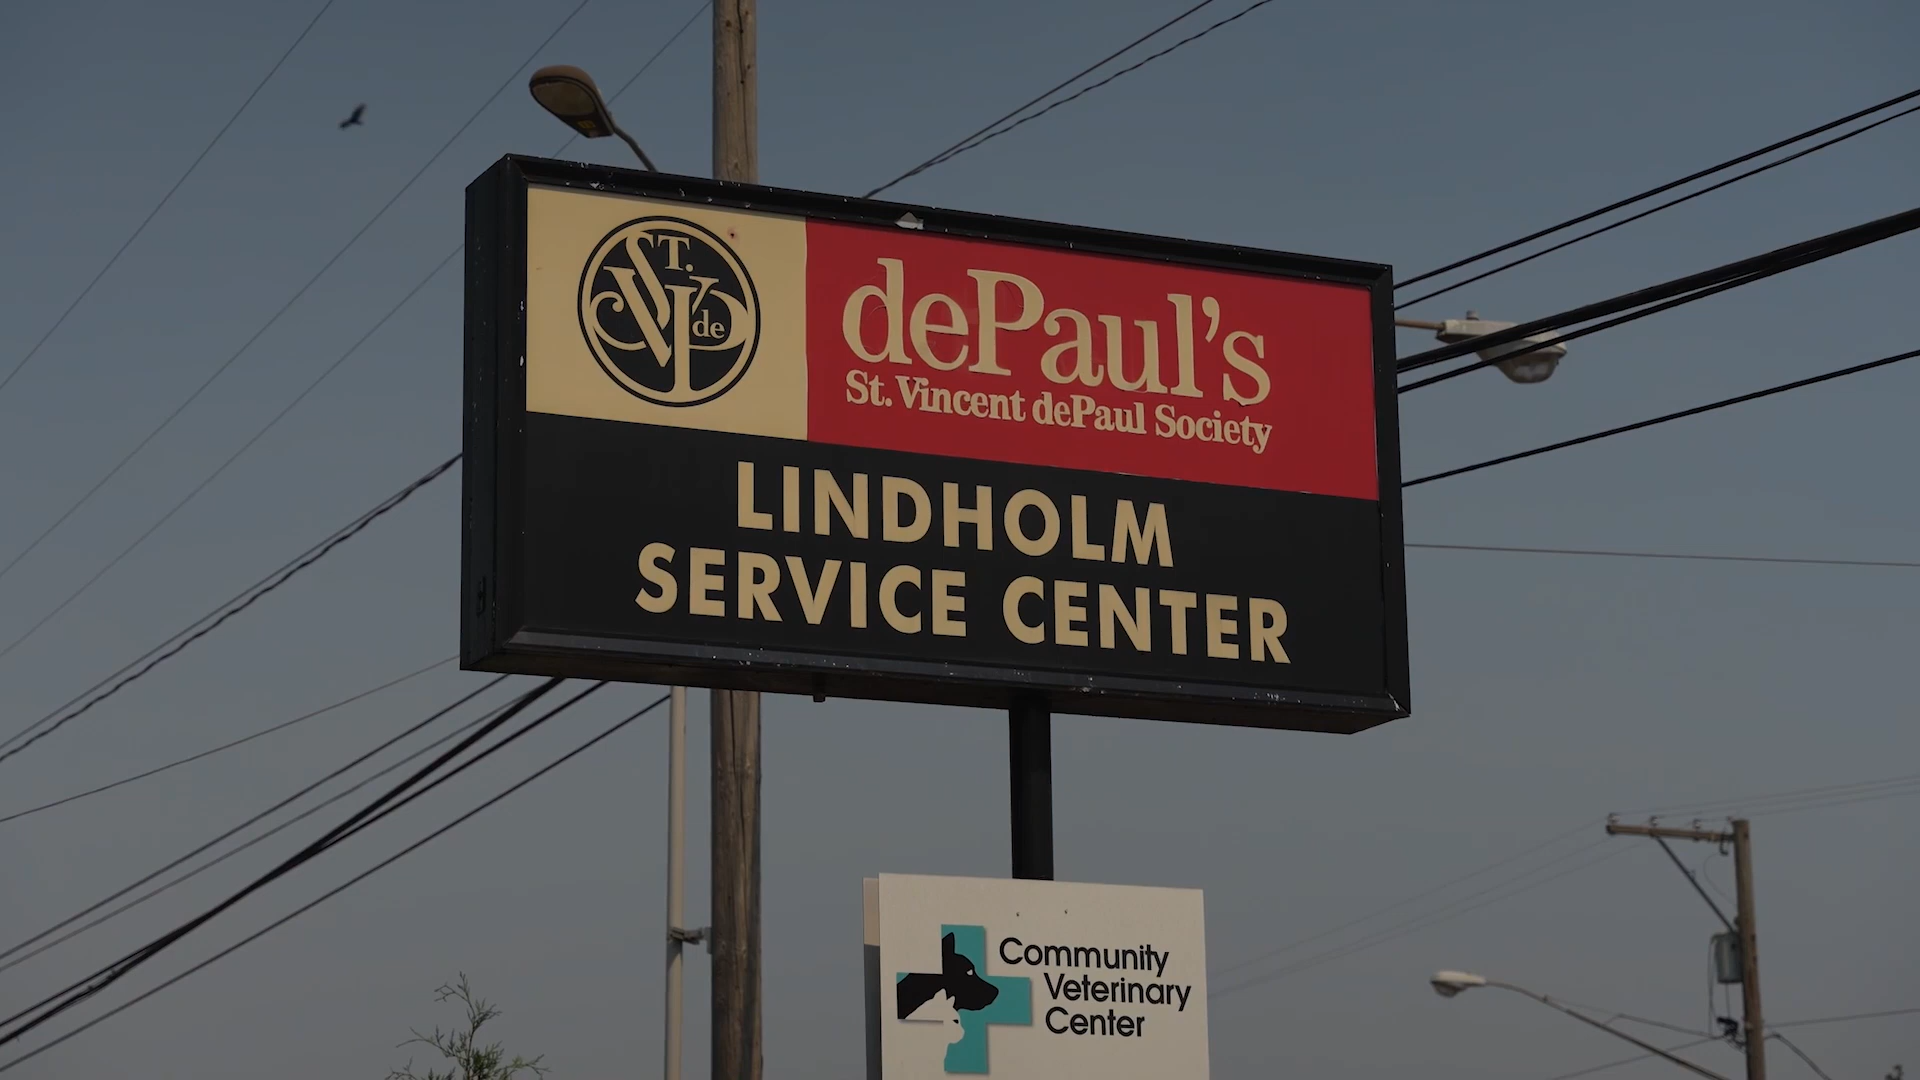 ST.
V de P
dePaul's
St. Vincent dePaul Society
LINDHOLM
SERVICE CENTER
Community
Veterinary
Center